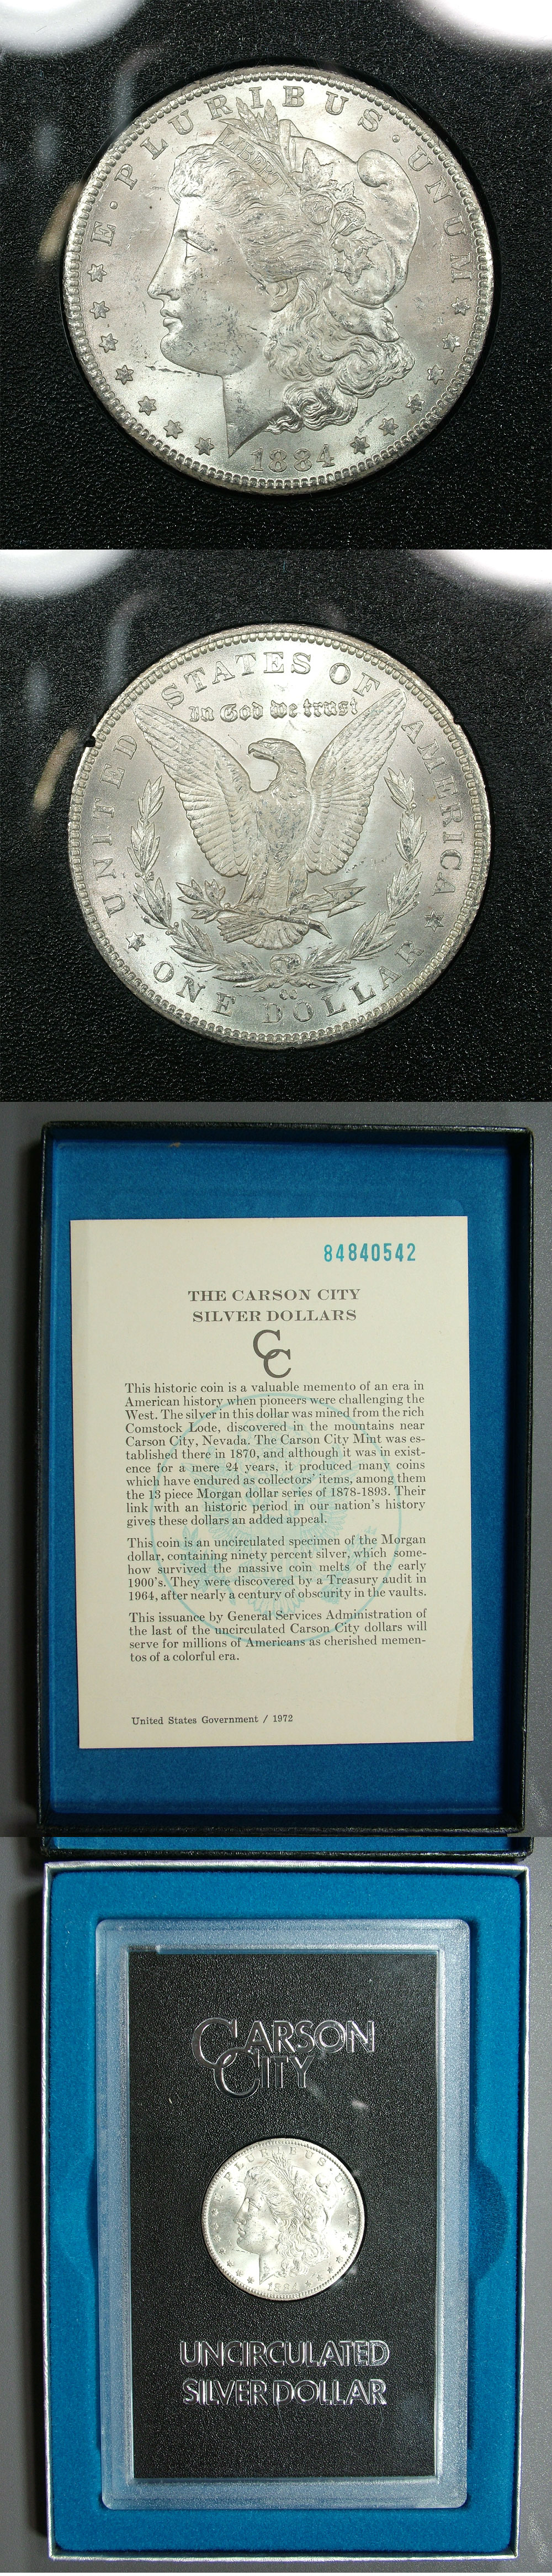 E·PLURIBUS·UNUM
LIBERTY
1884
UNITED STATES OF AMERICA
In God we trust
CC
ONE DOLLAR
84840542
THE CARSON CITY
SILVER DOLLARS
CC
This historic coin is a valuable memento of an era in
American history when pioneers were challenging the
West. The silver in this dollar was mined from the rich
Comstock Lode, discovered in the mountains near
Carson City, Nevada. The Carson City Mint was es-
tablished there in 1870, and although it was in exist-
ence for a mere 24 years, it produced many coins
which have endured as collectors' items, among them
the 13 piece Morgan dollar series of 1878-1893. Their
link with an historic period in our nation's history
gives these dollars an added appeal.
This coin is an uncirculated specimen of the Morgan
dollar, containing ninety percent silver, which some-
how survived the massive coin melts of the early
1900's. They were discovered by a Treasury audit in
1964, after nearly a century of obscurity in the vaults.
This issuance by General Services Administration of
the last of the uncirculated Carson City dollars will
serve for millions of Americans as cherished memen-
tos of a colorful era.
United States Government / 1972
CARSON
CITY
E·PLURIBUS·UNUM
1884
UNCIRCULATED
SILVER DOLLAR